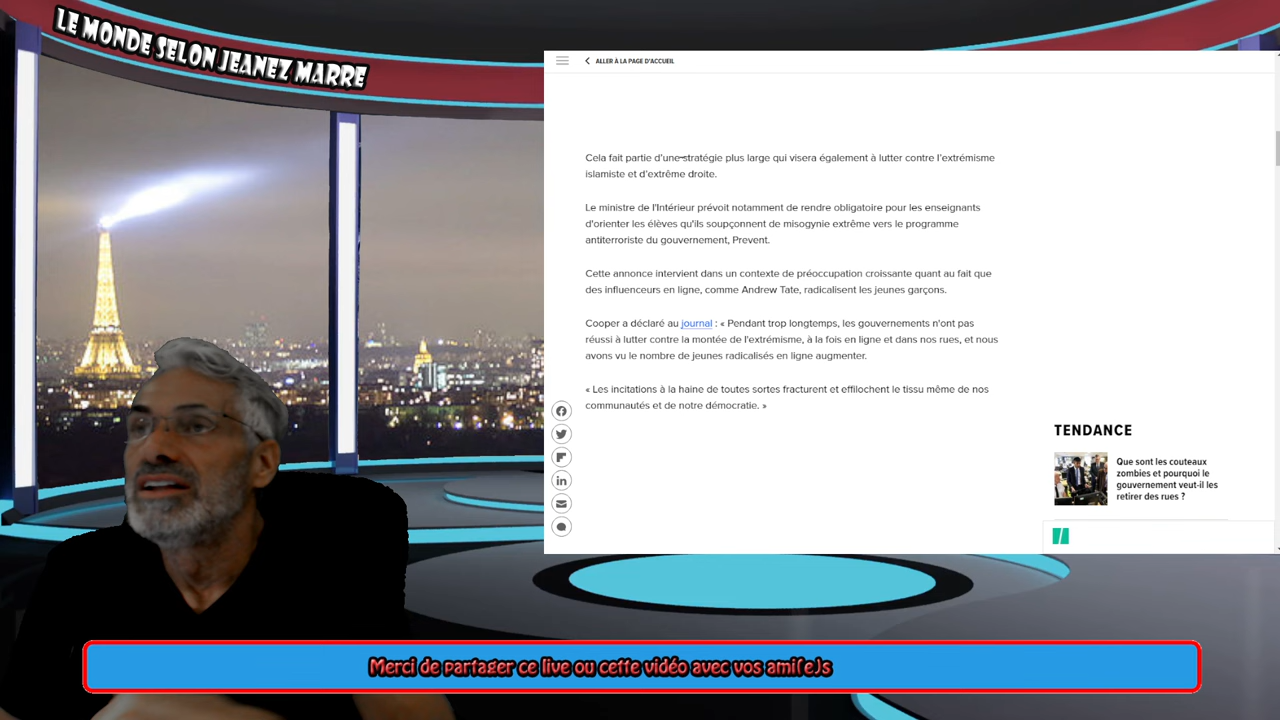 LE MONDE SELON JEANEZ MARRE
ALLER À LA PAGE D'ACCUEIL
Cela fait partie d'une stratégie plus large qui visera également à lutter contre l'extrémisme
islamiste et d'extrême droite.
Le ministre de l'Intérieur prévoit notamment de rendre obligatoire pour les enseignants
d'orienter les élèves qu'ils soupçonnent de misogynie extrême vers le programme
antiterroriste du gouvernement, Prevent.
Cette annonce intervient dans un contexte de préoccupation croissante quant au fait que
des influenceurs en ligne, comme Andrew Tate, radicalisent les jeunes garçons.
Cooper a déclaré au journal : « Pendant trop longtemps, les gouvernements n'ont pas
réussi à lutter contre la montée de l'extrémisme, à la fois en ligne et dans nos rues, et nous
avons vu le nombre de jeunes radicalisés en ligne augmenter.
« Les incitations à la haine de toutes sortes fracturent et effilochent le tissu même de nos
communautés et de notre démocratie. »
TENDANCE
Que sont les couteaux
zombies et pourquoi le
gouvernement veut-il les
retirer des rues ?
Merci de partager ce live ou cette vidéo avec vos ami(e)s